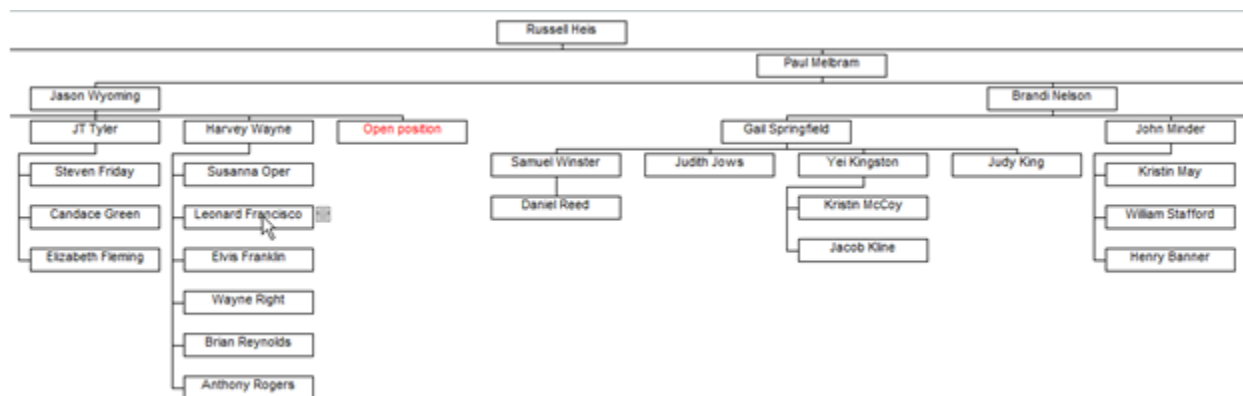 Russell Heis
Paul Melbram
Jason Wyoming
Brandi Nelson
JT Tyler
Harvey Wayne
Open position
Gail Springfield
John Minder
Samuel Winster
Judith Jows
Yei Kingston
Judy King
Steven Friday
Susanna Oper
Kristin May
Daniel Reed
Kristin McCoy
Candace Green
Leonard Francisco
William Stafford
Jacob Kline
Elizabeth Fleming
Elvis Franklin
Henry Banner
Wayne Right
Brian Reynolds
Anthony Rogers